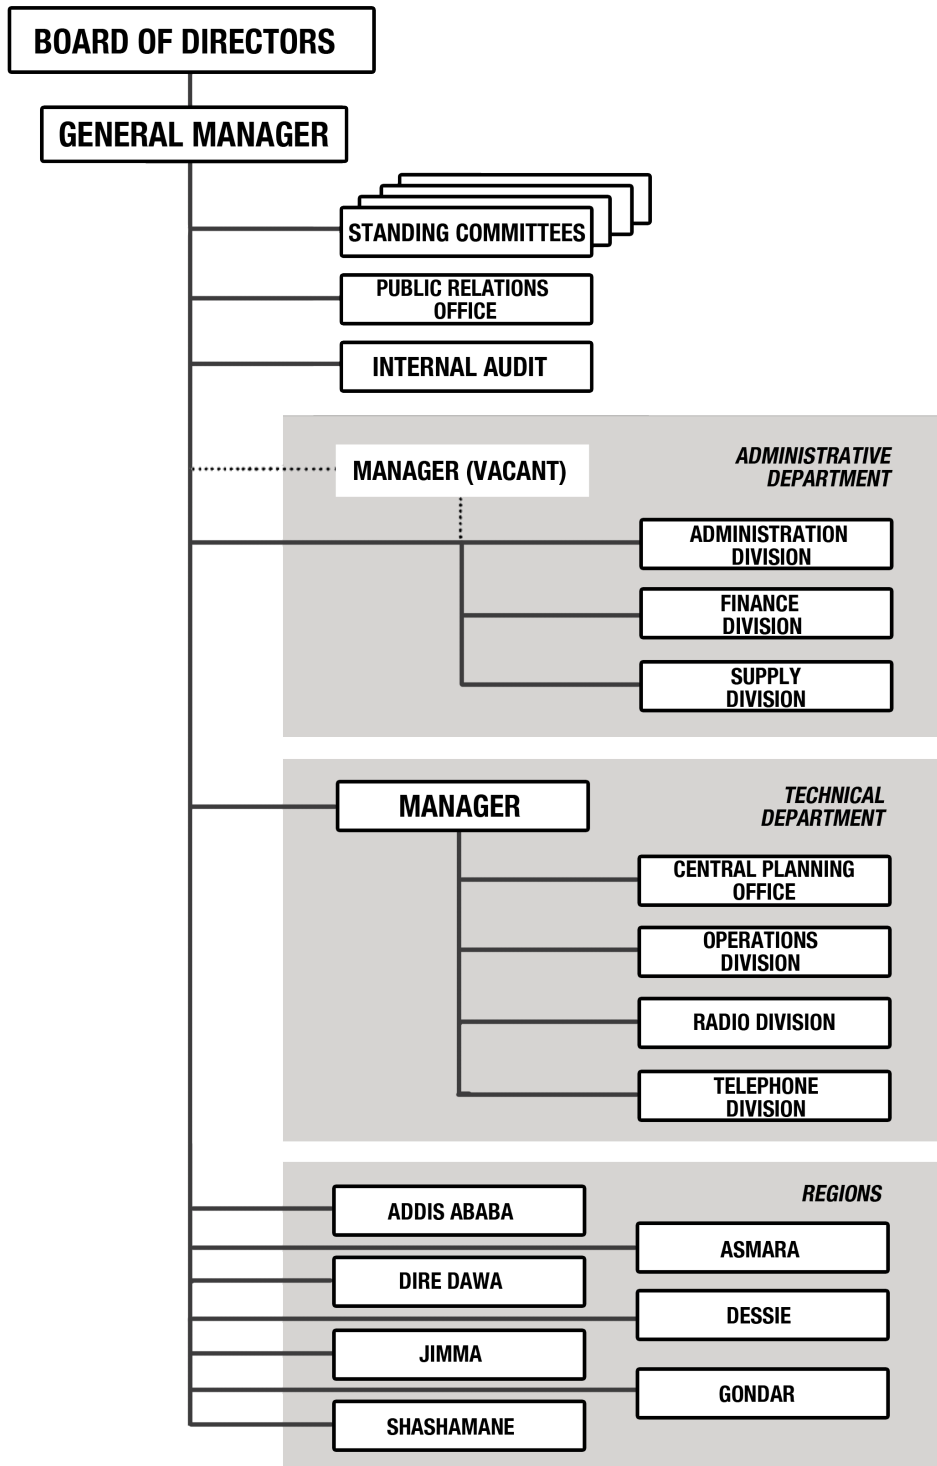 BOARD OF DIRECTORS
GENERAL MANAGER
STANDING COMMITTEES
PUBLIC RELATIONS
OFFICE
INTERNAL AUDIT
MANAGER (VACANT)
ADMINISTRATIVE
DEPARTMENT
ADMINISTRATION
DIVISION
FINANCE
DIVISION
SUPPLY
DIVISION
MANAGER
TECHNICAL
DEPARTMENT
CENTRAL PLANNING
OFFICE
OPERATIONS
DIVISION
RADIO DIVISION
TELEPHONE
DIVISION
REGIONS
ADDIS ABABA
ASMARA
DIRE DAWA
DESSIE
JIMMA
GONDAR
SHASHAMANE